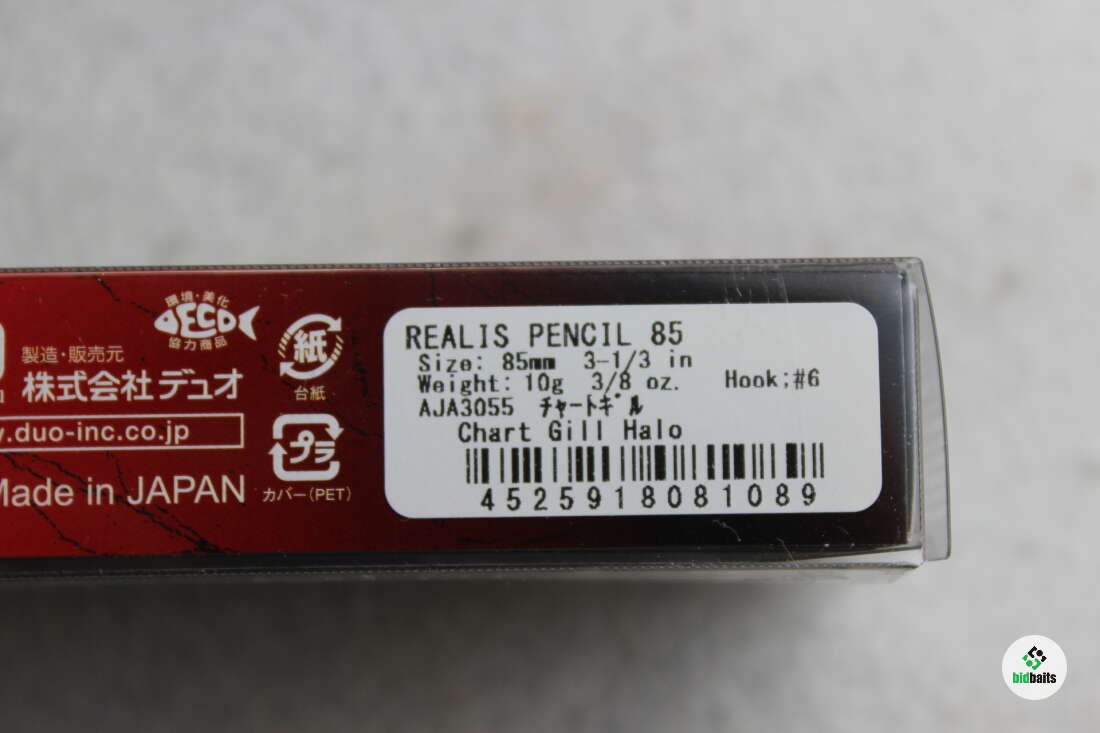 環境・美化
ECO
協力商品
製造・販売元
株式会社デュオ
.duo-inc.co.jp
Made in JAPAN
紙
台紙
プラ
カバー(PET)
REALIS PENCIL 85
Size: 85mm 3-1/3 in
Weight: 10g 3/8 oz. Hook:#6
AJA3055 チャートギル
Chart Gill Halo
4525918081089
bidbaits